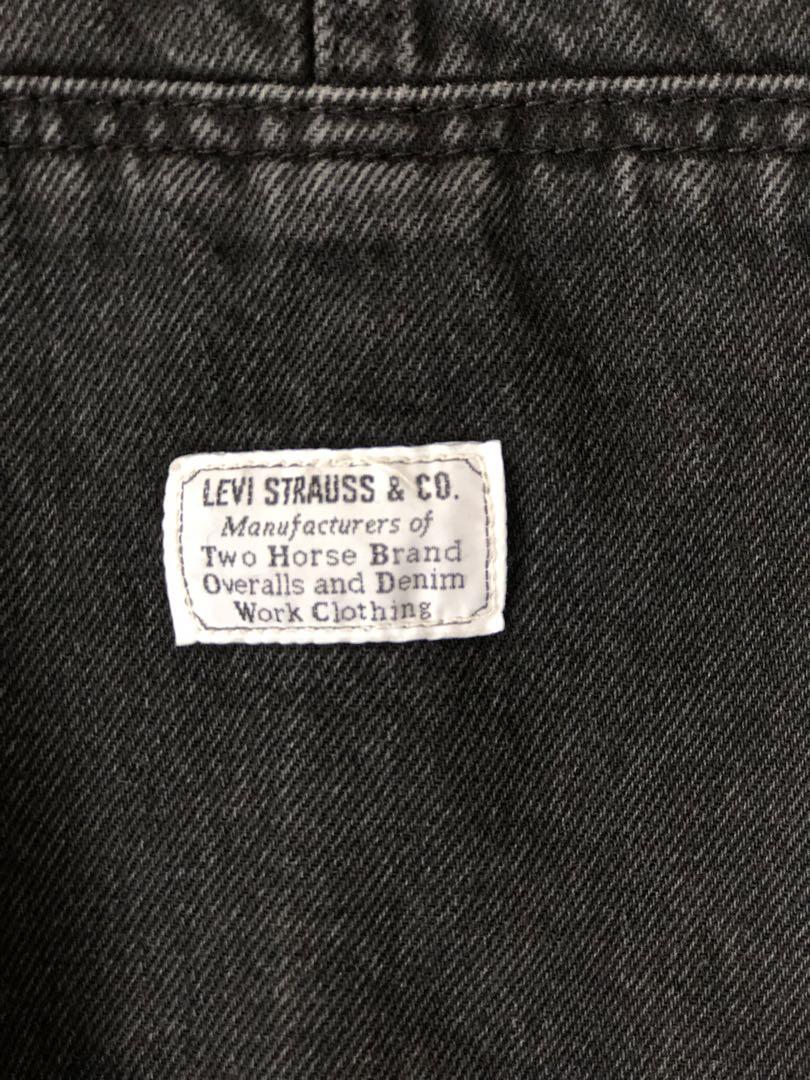 LEVI STRAUSS & CO.
Manufacturers of
Two Horse Brand
Overalls and Denim
Work Clothing